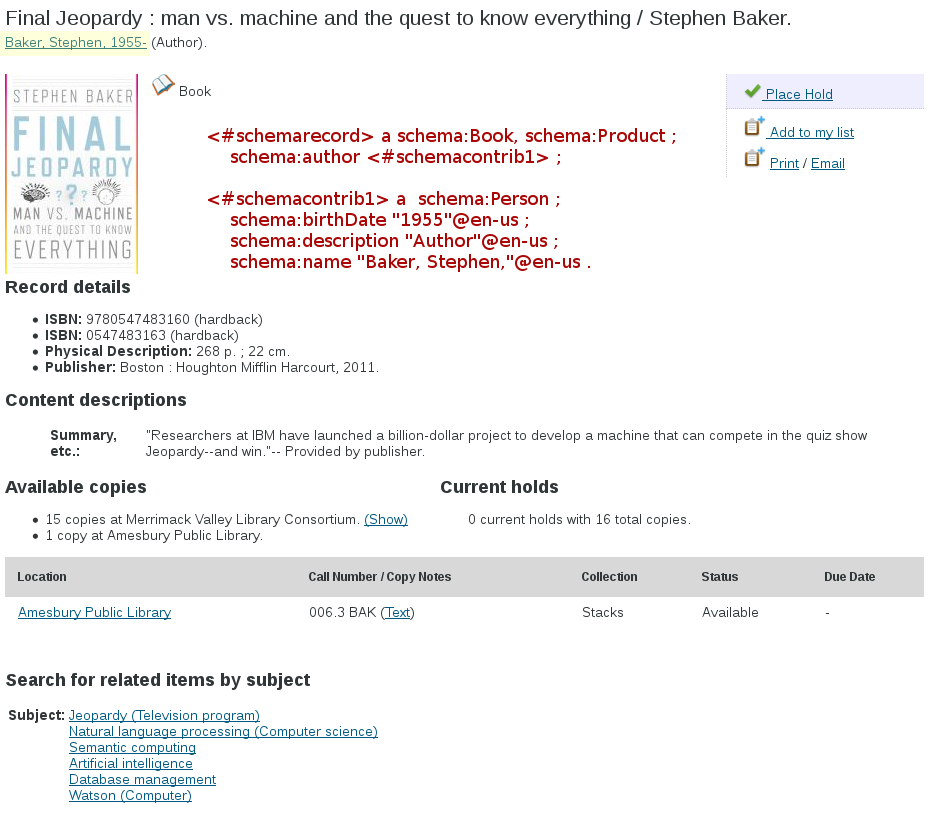 Final Jeopardy : man vs. machine and the quest to know everything / Stephen Baker.
Baker, Stephen, 1955- (Author).
STEPHEN BAKER
FINAL
JEOPARDY
???
MAN VS. MACHINE
AND THE QUEST TO KNOW
EVERYTHING
Book
<#schemarecord> a schema:Book, schema:Product ;
schema:author <#schemacontrib1> ;
<#schemacontrib1> a  schema:Person ;
schema:birthDate "1955"@en-us ;
schema:description "Author"@en-us ;
schema:name "Baker, Stephen,"@en-us .
Place Hold
Add to my list
Print / Email
Record details
• ISBN: 9780547483160 (hardback)
• ISBN: 0547483163 (hardback)
• Physical Description: 268 p. ; 22 cm.
• Publisher: Boston : Houghton Mifflin Harcourt, 2011.
Content descriptions
Summary, etc.: "Researchers at IBM have launched a billion-dollar project to develop a machine that can compete in the quiz show
Jeopardy--and win."-- Provided by publisher.
Available copies
• 15 copies at Merrimack Valley Library Consortium. (Show)
• 1 copy at Amesbury Public Library.
Current holds
0 current holds with 16 total copies.
Location Call Number / Copy Notes Collection Status Due Date
Amesbury Public Library 006.3 BAK (Text) Stacks Available -
Search for related items by subject
Subject: Jeopardy (Television program)
Natural language processing (Computer science)
Semantic computing
Artificial intelligence
Database management
Watson (Computer)